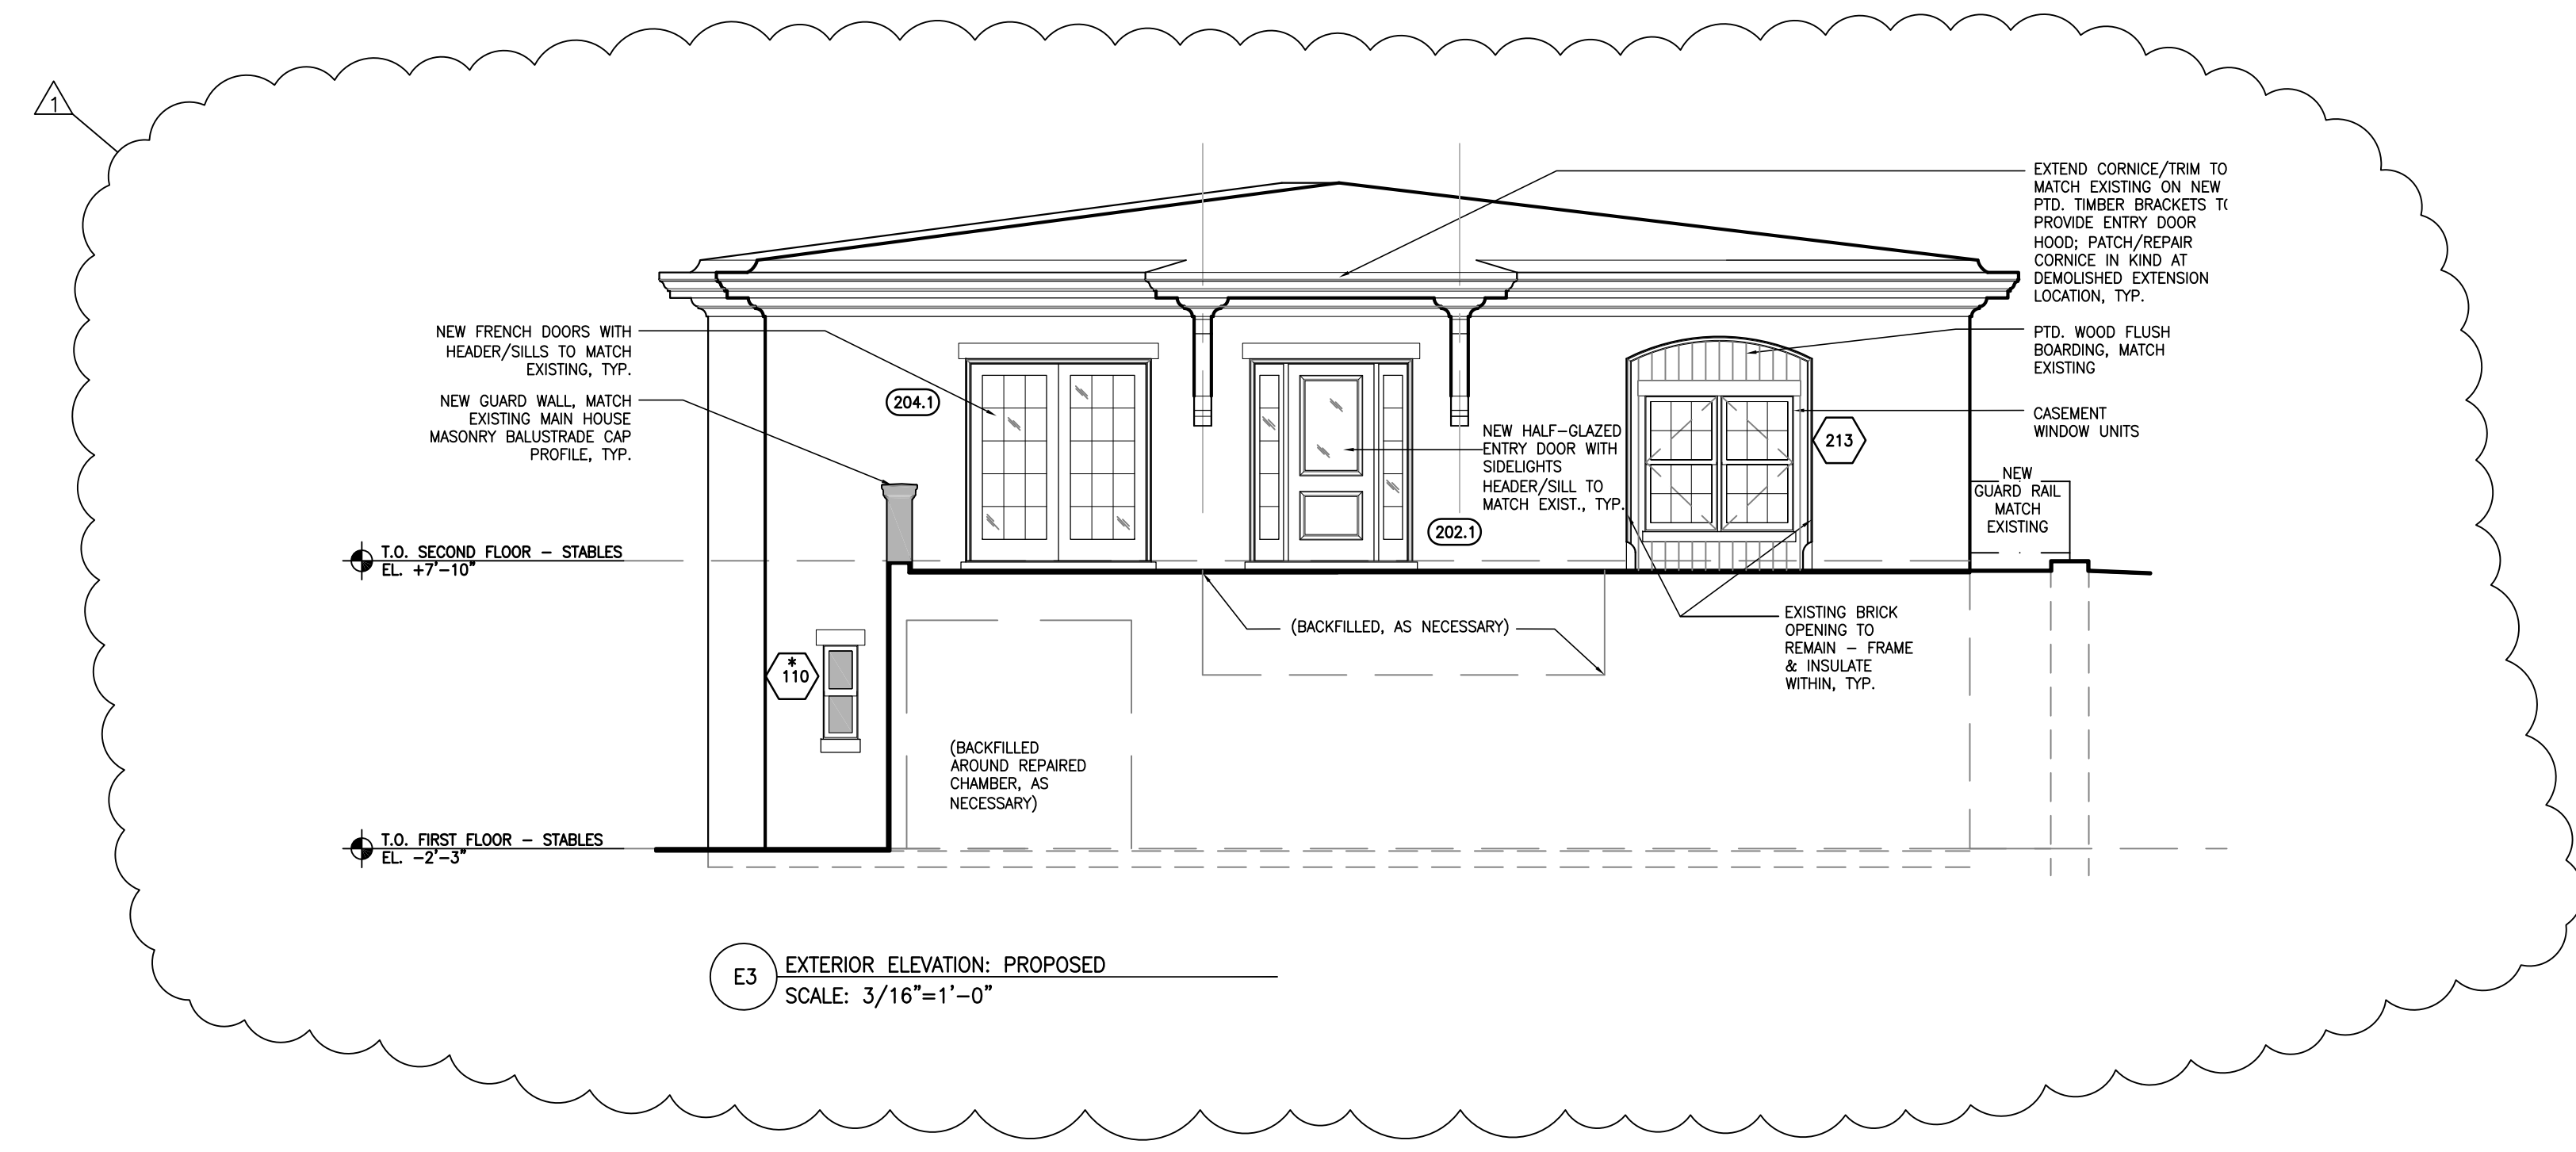 1
EXTEND CORNICE/TRIM TO
MATCH EXISTING ON NEW
PTD. TIMBER BRACKETS
PROVIDE ENTRY DOOR
HOOD; PATCH/REPAIR
CORNICE IN KIND AT
DEMOLISHED EXTENSION
LOCATION, TYP.
NEW FRENCH DOORS WITH
HEADER/SILLS TO MATCH
EXISTING, TYP.
PTD. WOOD FLUSH
BOARDING, MATCH
EXISTING
204.1
NEW GUARD WALL, MATCH
EXISTING MAIN HOUSE
MASONRY BALUSTRADE CAP
PROFILE, TYP.
CASEMENT
WINDOW UNITS
213
NEW HALF-GLAZED
ENTRY DOOR WITH
SIDELIGHTS
HEADER/SILL TO
MATCH EXIST., TYP.
202.1
NEW
GUARD RAIL
MATCH
EXISTING
T.O. SECOND FLOOR - STABLES
EL. +7'-10"
(BACKFILLED, AS NECESSARY)
EXISTING BRICK
OPENING TO
REMAIN - FRAME
& INSULATE
WITHIN, TYP.
*
110
(BACKFILLED
AROUND REPAIRED
CHAMBER, AS
NECESSARY)
T.O. FIRST FLOOR - STABLES
EL. -2'-3"
E3
EXTERIOR ELEVATION: PROPOSED
SCALE: 3/16"=1'-0"